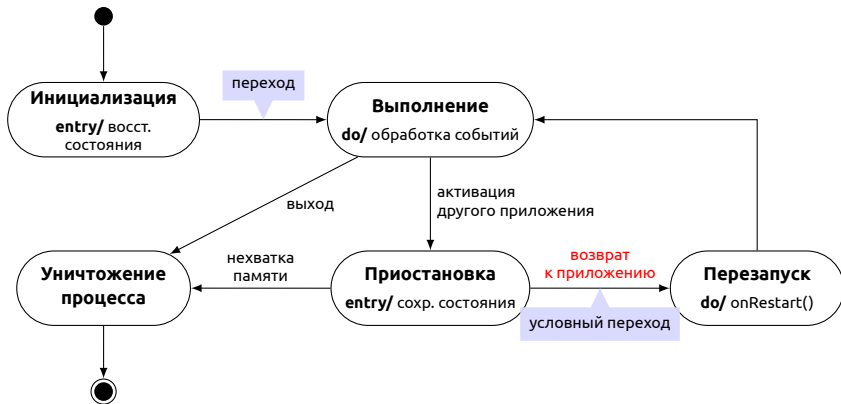 переход
Инициализация
entry/ восст.
состояния
Выполнение
do/ обработка событий
выход
активация
другого приложения
Уничтожение
процесса
нехватка
памяти
Приостановка
entry/ сохр. состояния
возврат
к приложению
условный переход
Перезапуск
do/ onRestart()